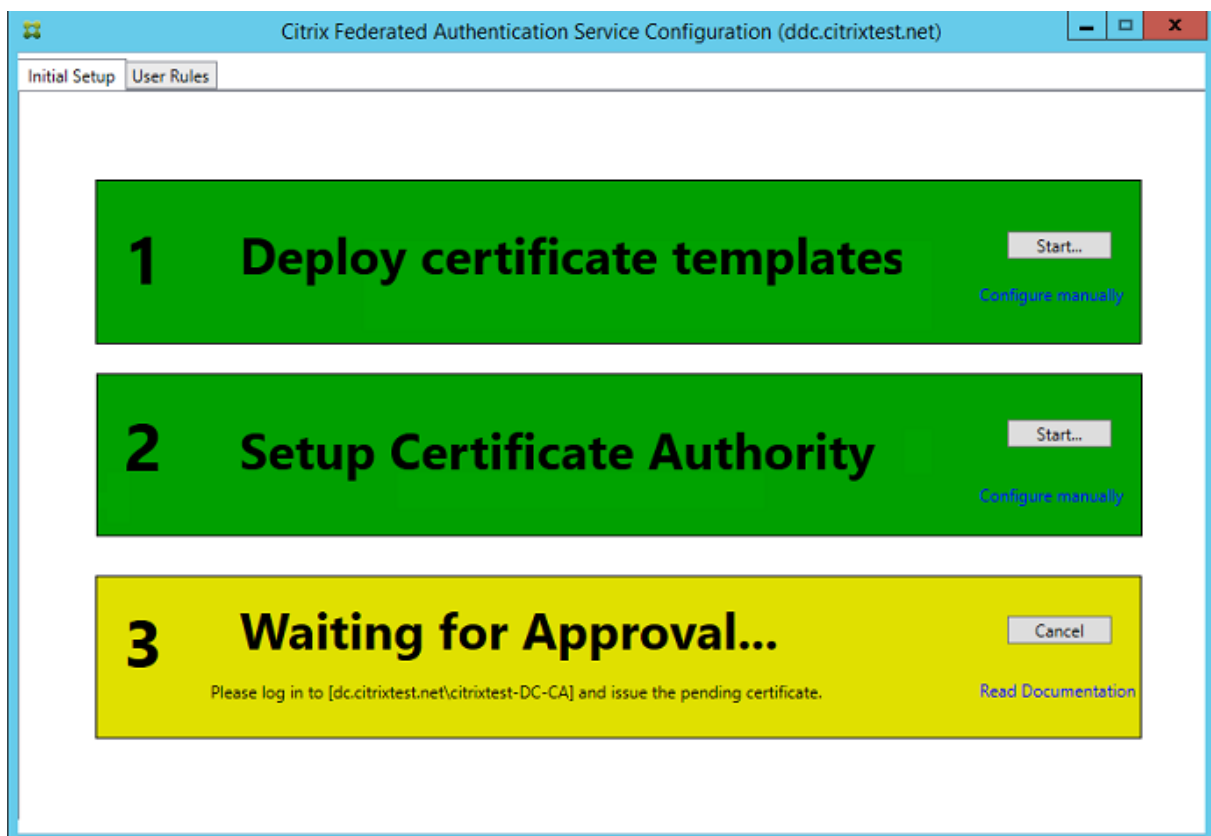 Citrix Federated Authentication Service Configuration (ddc.citrixtest.net)
Initial Setup User Rules
1 Deploy certificate templates
Start...
Configure manually
2 Setup Certificate Authority
Start...
Configure manually
3 Waiting for Approval...
Cancel
Please log in to [dc.citrixtest.net\citrixtest-DC-CA] and issue the pending certificate.
Read Documentation